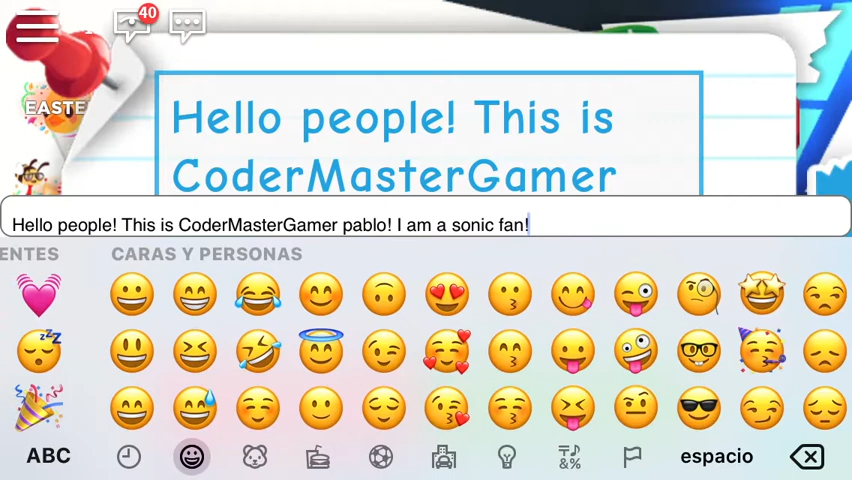 40
EASTE
Hello people! This is
CoderMasterGamer
Hello people! This is CoderMasterGamer pablo! I am a sonic fan!
ENTES
CARAS Y PERSONAS
ABC
&%
espacio